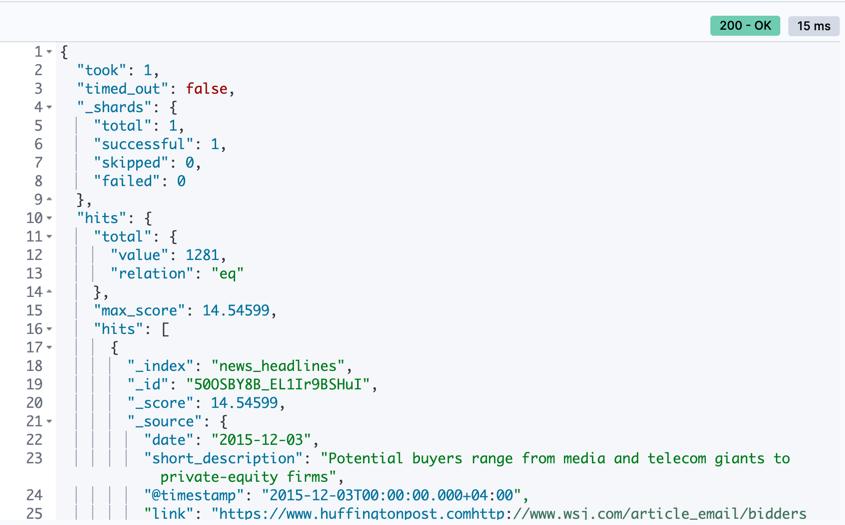 200 - OK 15 ms
1 {
2 "took": 1,
3 "timed_out": false,
4 "_shards": {
5 "total": 1,
6 "successful": 1,
7 "skipped": 0,
8 "failed": 0
9 },
10 "hits": {
11 "total": {
12 "value": 1281,
13 "relation": "eq"
14 },
15 "max_score": 14.54599,
16 "hits": [
17 {
18 "_index": "news_headlines",
19 "_id": "50OSBY8B_EL1Ir9BSHuI",
20 "_score": 14.54599,
21 "_source": {
22 "date": "2015-12-03",
23 "short_description": "Potential buyers range from media and telecom giants to
private-equity firms",
24 "@timestamp": "2015-12-03T00:00:00.000+04:00",
25 "link": "https://www.huffingtonpost.comhttp://www.wsj.com/article_email/bidders